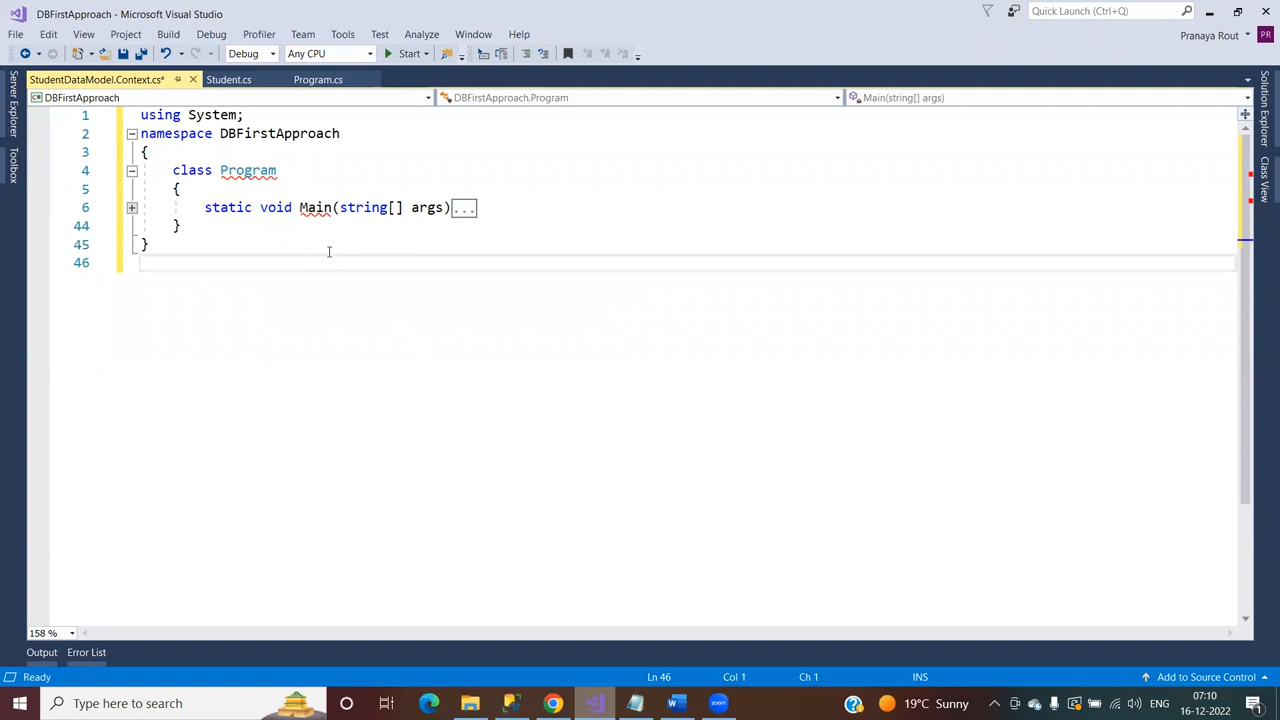 DBFirstApproach - Microsoft Visual Studio
Quick Launch (Ctrl+Q)
File Edit View Project Build Debug Profiler Team Tools Test Analyze Window Help
Pranaya Rout
PR
Debug Any CPU Start
StudentDataModel.Context.cs* Student.cs Program.cs
DBFirstApproach DBFirstApproach.Program Main(string[] args)
Server Explorer
Toolbox
Solution Explorer
Class View
1 using System;
2 namespace DBFirstApproach
3 {
4 class Program
5 {
6 static void Main(string[] args)...
44 }
45 }
46
158 %
Output Error List
Ready Ln 46 Col 1 Ch 1 INS Add to Source Control
Type here to search
19°C Sunny
ENG
07:10
16-12-2022
1